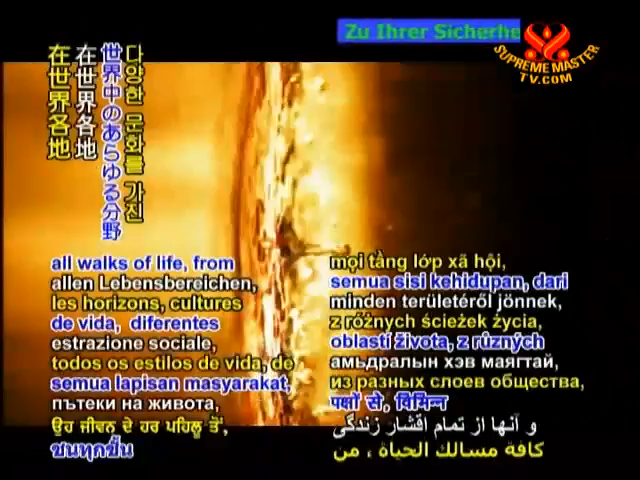 Zu Ihrer Sicherhe
SUPREME MASTER
TV.COM
다양한 문화를 가진
世界中のあらゆる分野
在世界各地
在世界各地
all walks of life, from
allen Lebensbereichen,
les horizons, cultures
de vida, diferentes
estrazione sociale,
todos os estilos de vida, de
semua lapisan masyarakat,
пътеки на живота,
ਉਹ ਜੀਵਨ ਦੇ ਹਰ ਪਹਿਲੂ ਤੋਂ,
ชนทุกชั้น
mọi tầng lớp xã hội,
semua sisi kehidupan, dari
minden területéről jönnek,
z różnych ścieżek życia,
oblastí života, z různých
амьдралын хэв маягтай,
из разных слоев общества,
पक्षों से, विभिन्न
و آنها از تمام اقشار زندگی
كافة مسالك الحياة ، من